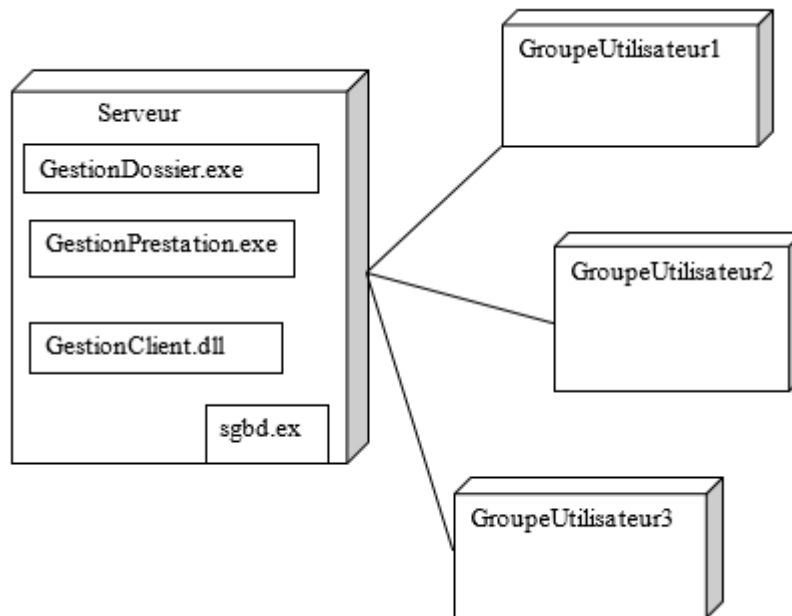 Serveur
GestionDossier.exe
GestionPrestation.exe
GestionClient.dll
sgbd.ex
GroupeUtilisateur1
GroupeUtilisateur2
GroupeUtilisateur3